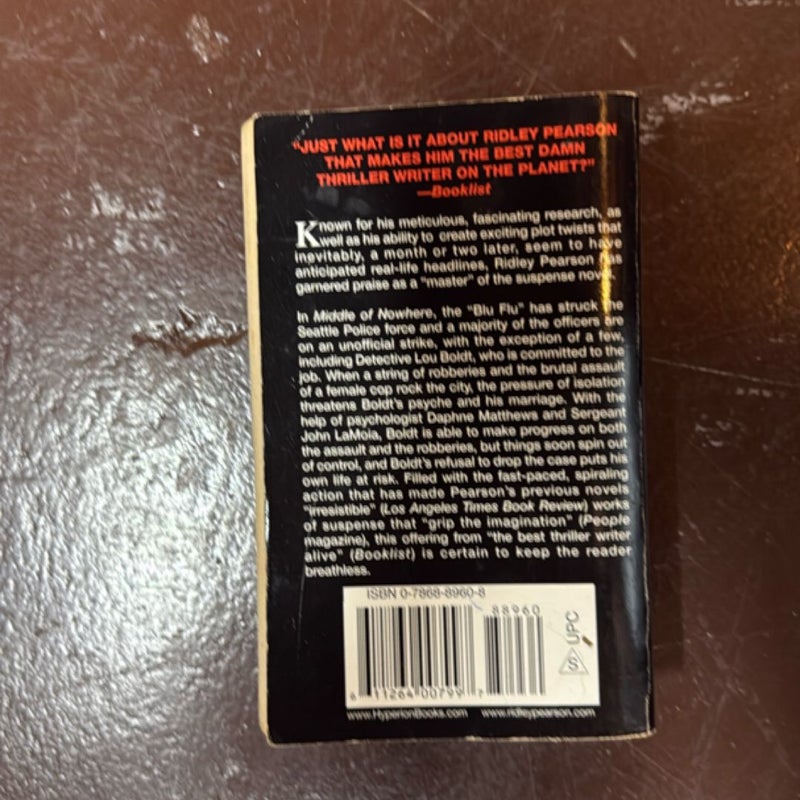 "JUST WHAT IS IT ABOUT RIDLEY PEARSON
THAT MAKES HIM THE BEST DAMN
THRILLER WRITER ON THE PLANET?"
—Booklist
Known for his meticulous, fascinating research, as
well as his ability to create exciting plot twists that
inevitably, a month or two later, seem to have
anticipated real-life headlines, Ridley Pearson has
garnered praise as a "master" of the suspense novel.
In Middle of Nowhere, the "Blu Flu" has struck the
Seattle Police force and a majority of the officers are
on an unofficial strike, with the exception of a few,
including Detective Lou Boldt, who is committed to the
job. When a string of robberies and the brutal assault
of a female cop rock the city, the pressure of isolation
threatens Boldt's psyche and his marriage. With the
help of psychologist Daphne Matthews and Sergeant
John LaMoia, Boldt is able to make progress on both
the assault and the robberies, but things soon spin out
of control, and Boldt's refusal to drop the case puts his
own life at risk. Filled with the fast-paced, spiraling
action that has made Pearson's previous novels
"irresistible" (Los Angeles Times Book Review) works
of suspense that "grip the imagination" (People
magazine), this offering from "the best thriller writer
alive" (Booklist) is certain to keep the reader
breathless.
ISBN 0-7868-8960-8
88960
6 11264 00799 7
S UPC
www.HyperionBooks.com www.ridleypearson.com